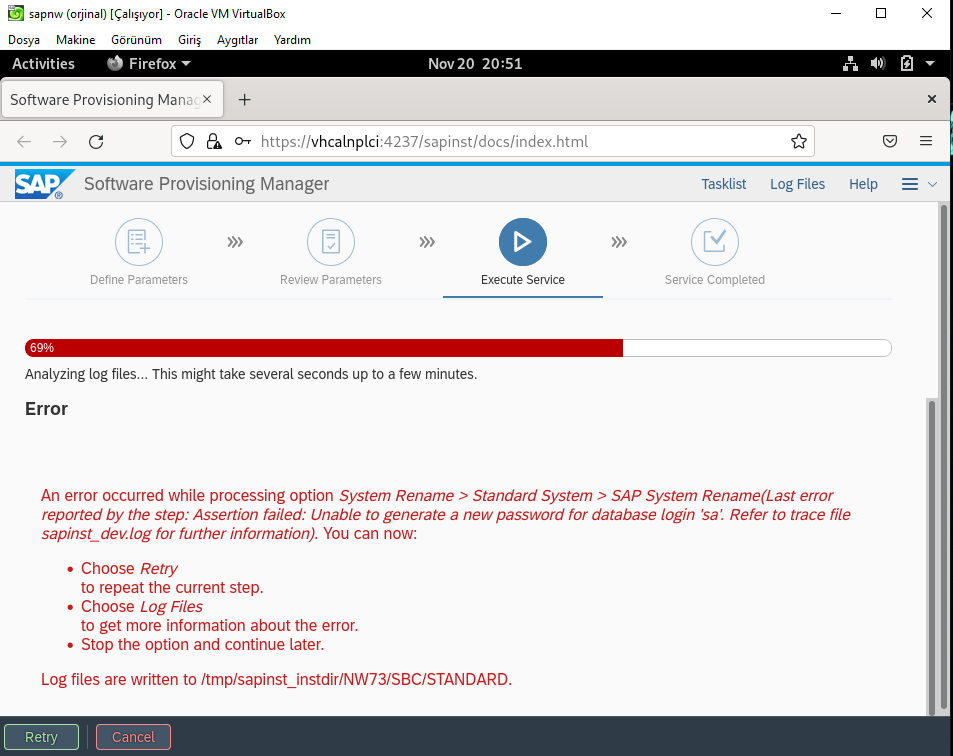 sapnw (orjinal) [Çalışıyor] - Oracle VM VirtualBox
Dosya Makine Görünüm Giriş Aygıtlar Yardım
Activities Firefox Nov 20 20:51
Software Provisioning Manag
https://vhcalnplci:4237/sapinst/docs/index.html
SAP ® Software Provisioning Manager Tasklist Log Files Help
Define Parameters Review Parameters Execute Service Service Completed
69%
Analyzing log files... This might take several seconds up to a few minutes.
Error
An error occurred while processing option System Rename > Standard System > SAP System Rename(Last error
reported by the step: Assertion failed: Unable to generate a new password for database login 'sa'. Refer to trace file
sapinst_dev.log for further information). You can now:
• Choose Retry
to repeat the current step.
• Choose Log Files
to get more information about the error.
• Stop the option and continue later.
Log files are written to /tmp/sapinst_instdir/NW73/SBC/STANDARD.
Retry Cancel